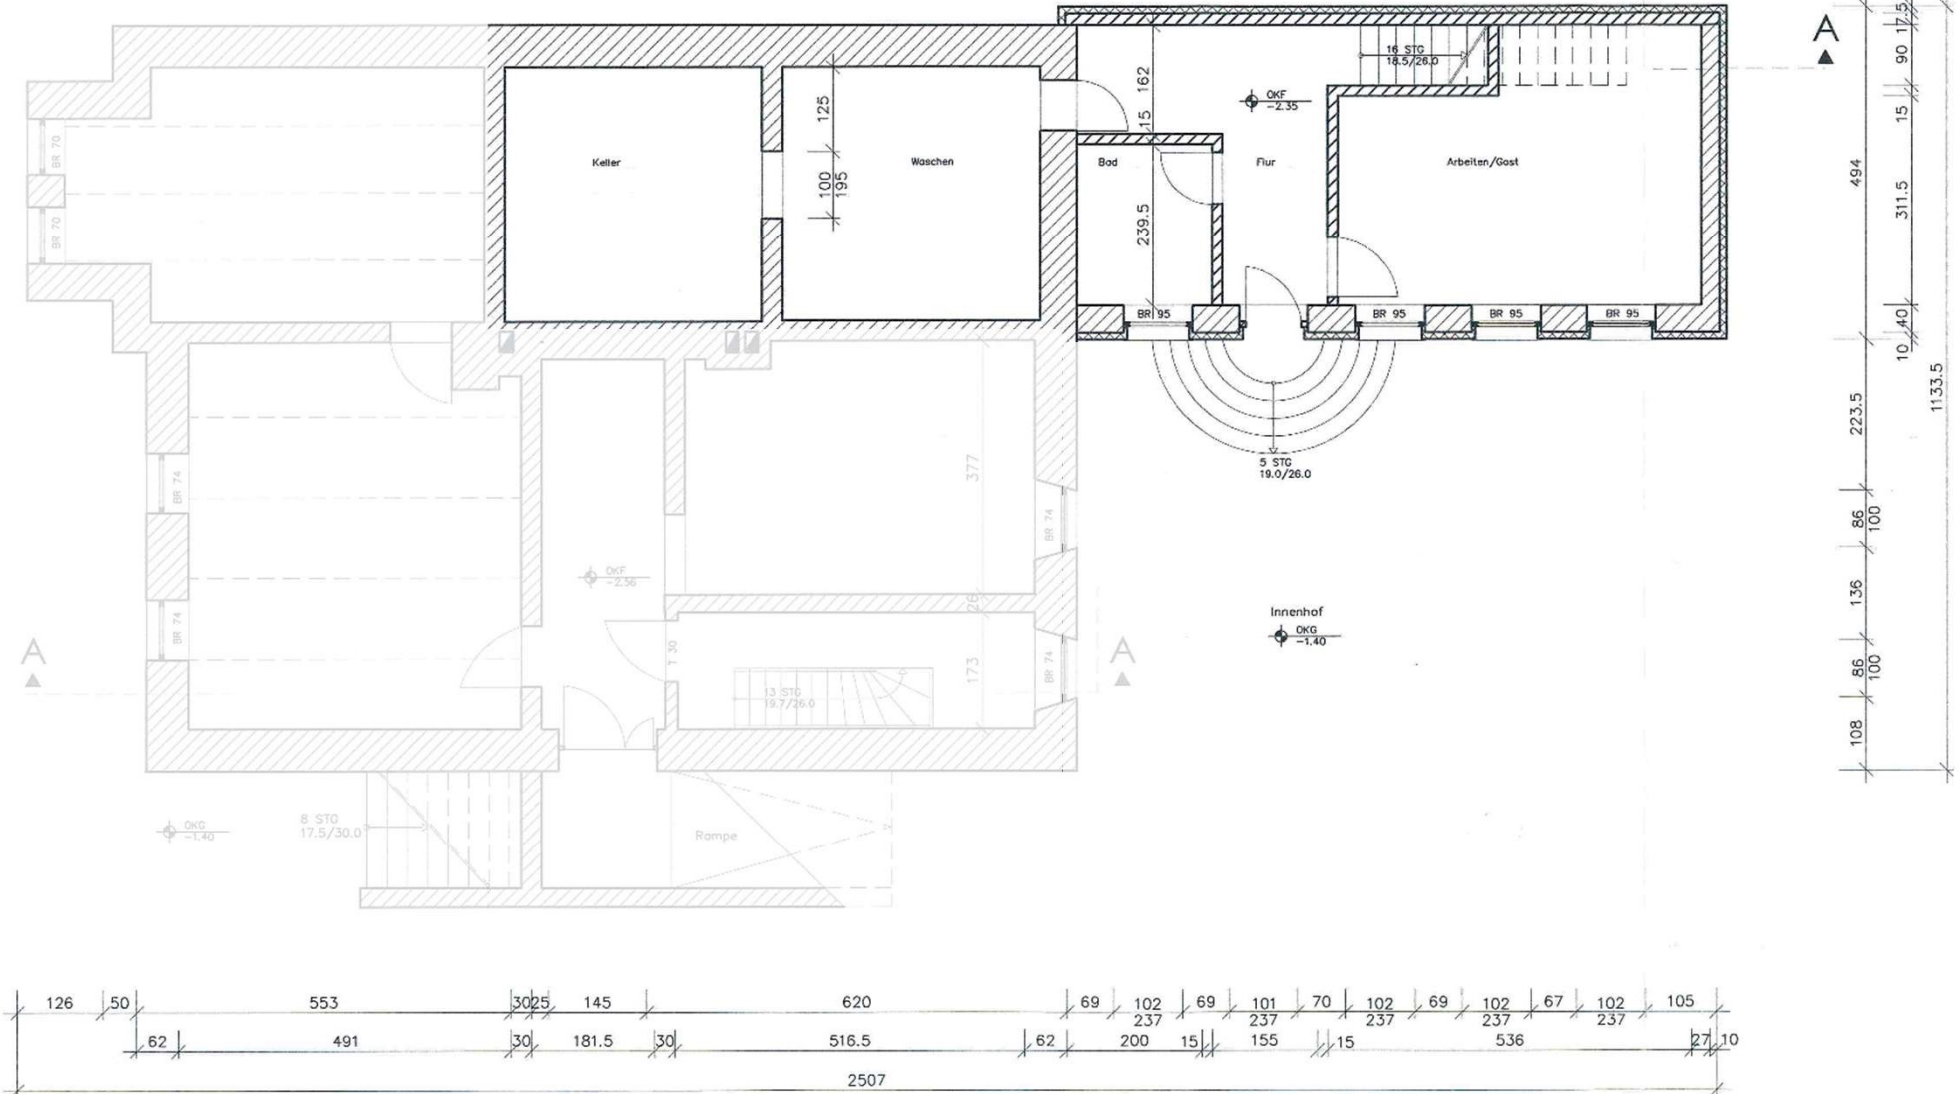 A
16 STG
18.5/26.0
OKF
-2.35
162
15
125
100
195
Keller
Waschen
Bad
Flur
Arbeiten/Gast
239.5
BR 70
BR 70
BR 95
BR 95
BR 95
BR 95
5 STG
19.0/26.0
BR 74
BR 74
377
26
173
BR 74
BR 74
OKF
-2.56
T 30
13 STG
19.7/26.0
Innenhof
OKG
-1.40
A
A
8 STG
17.5/30.0
OKG
-1.40
Rampe
17.5
90
15
494
311.5
40
10
223.5
1133.5
86
100
136
86
100
108
126 50 553 30 25 145 620 69 102 69 101 70 102 69 102 67 102 105
237 237 237 237 237
62 491 30 181.5 30 516.5 62 200 15 155 15 536 27 10
2507